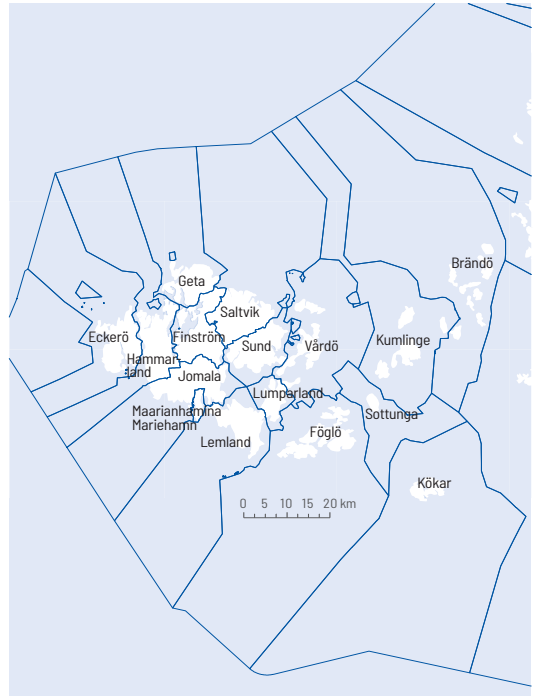 Brändö
Geta
Saltvik
Eckerö
Finström
Sund
Vårdö
Kumlinge
Hammar-
land
Jomala
Lumparland
Maarianhamina
Mariehamn
Sottunga
Lemland
Föglö
Kökar
0 5 10 15 20 km